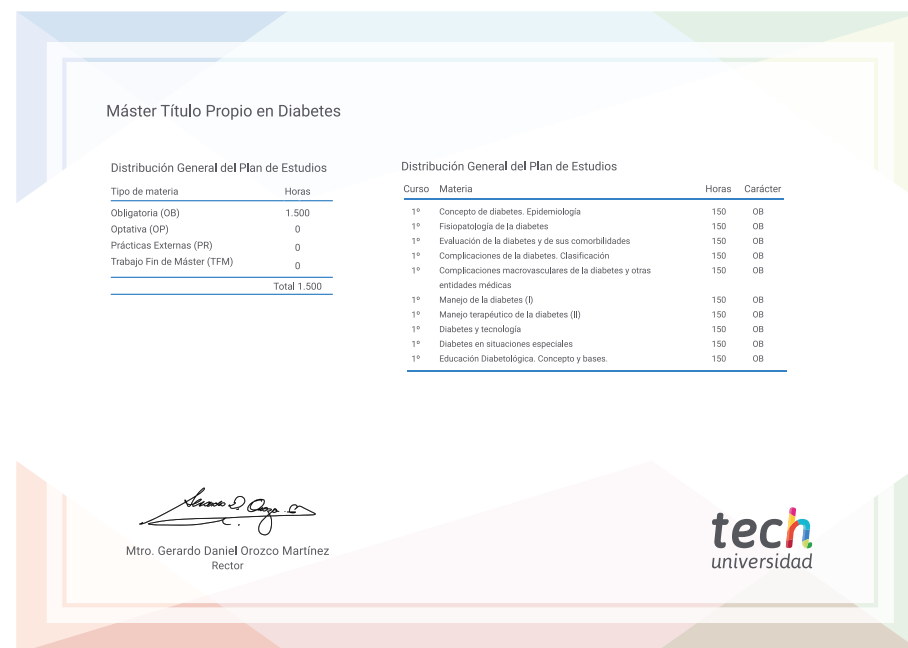 Máster Título Propio en Diabetes
Distribución General del Plan de Estudios
Tipo de materia Horas
Obligatoria (OB) 1.500
Optativa (OP) 0
Prácticas Externas (PR) 0
Trabajo Fin de Máster (TFM) 0
Total 1.500
Distribución General del Plan de Estudios
Curso Materia Horas Carácter
1º Concepto de diabetes. Epidemiología 150 OB
1º Fisiopatología de la diabetes 150 OB
1º Evaluación de la diabetes y de sus comorbilidades 150 OB
1º Complicaciones de la diabetes. Clasificación 150 OB
1º Complicaciones macrovasculares de la diabetes y otras 150 OB
entidades médicas
1º Manejo de la diabetes (I) 150 OB
1º Manejo terapéutico de la diabetes (II) 150 OB
1º Diabetes y tecnología 150 OB
1º Diabetes en situaciones especiales 150 OB
1º Educación Diabetológica. Concepto y bases. 150 OB
Mtro. Gerardo Daniel Orozco Martínez
Rector
tech
universidad